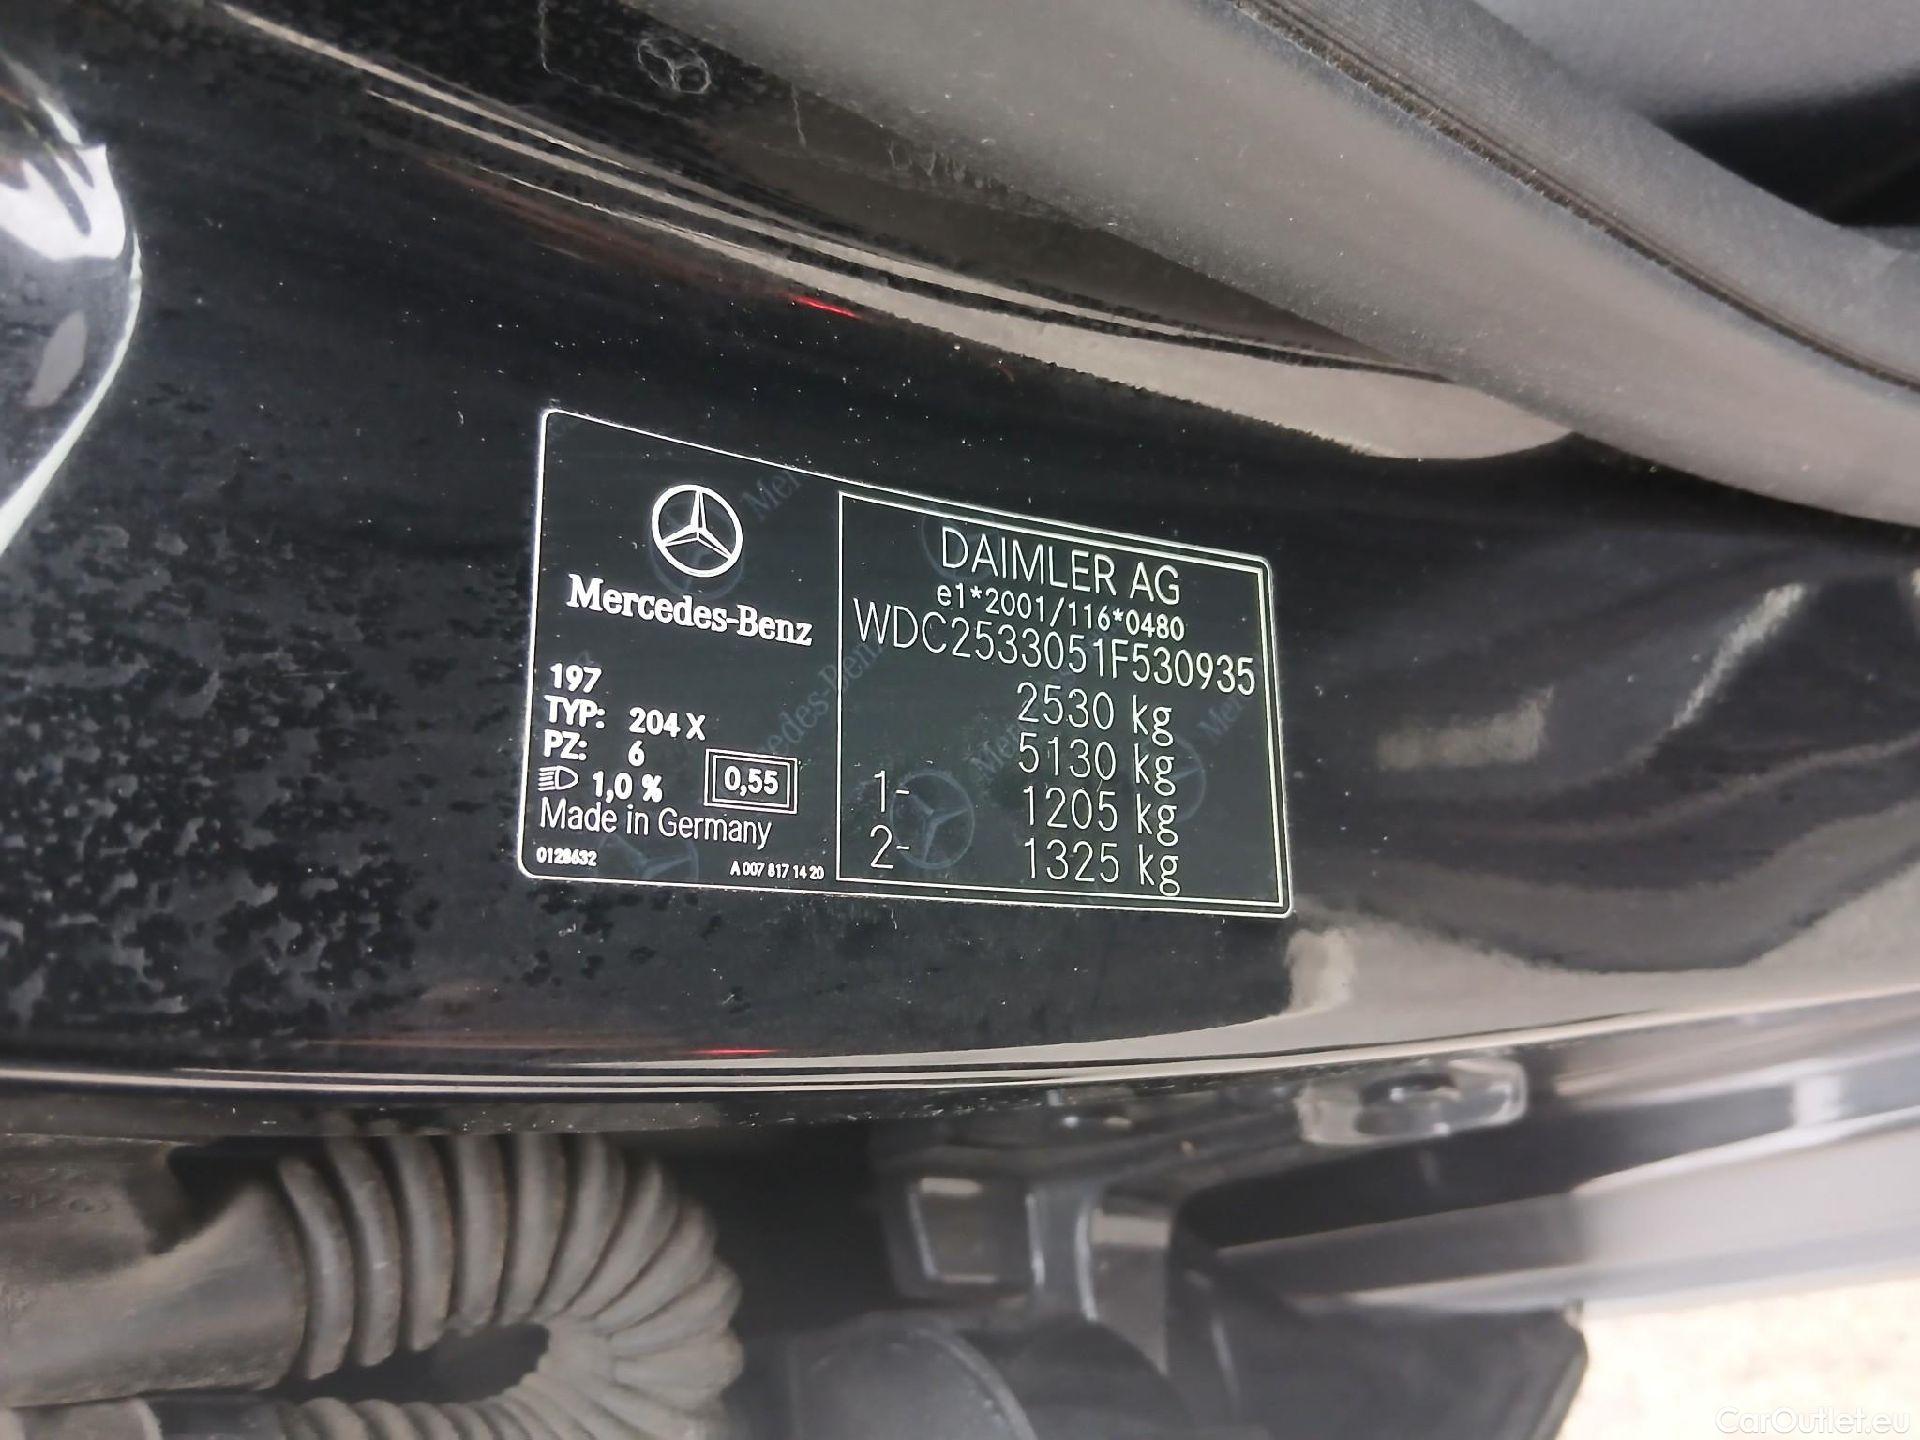 Mercedes-Benz
197
TYP: 204 X
PZ: 6
1,0 %
0,55
Made in Germany
0128632
A 007 817 14 20
DAIMLER AG
e1*2001/116*0480
WDC2533051F530935
2530 kg
5130 kg
1- 1205 kg
2- 1325 kg
CarOutlet.eu